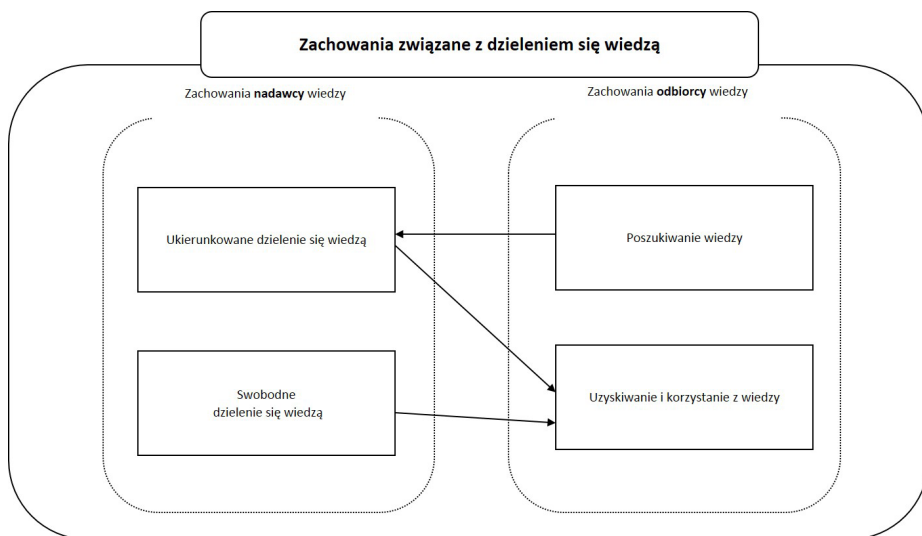 Zachowania związane z dzieleniem się wiedzą
Zachowania nadawcy wiedzy
Zachowania odbiorcy wiedzy
Ukierunkowane dzielenie się wiedzą
Poszukiwanie wiedzy
Swobodne
dzielenie się wiedzą
Uzyskiwanie i korzystanie z wiedzy